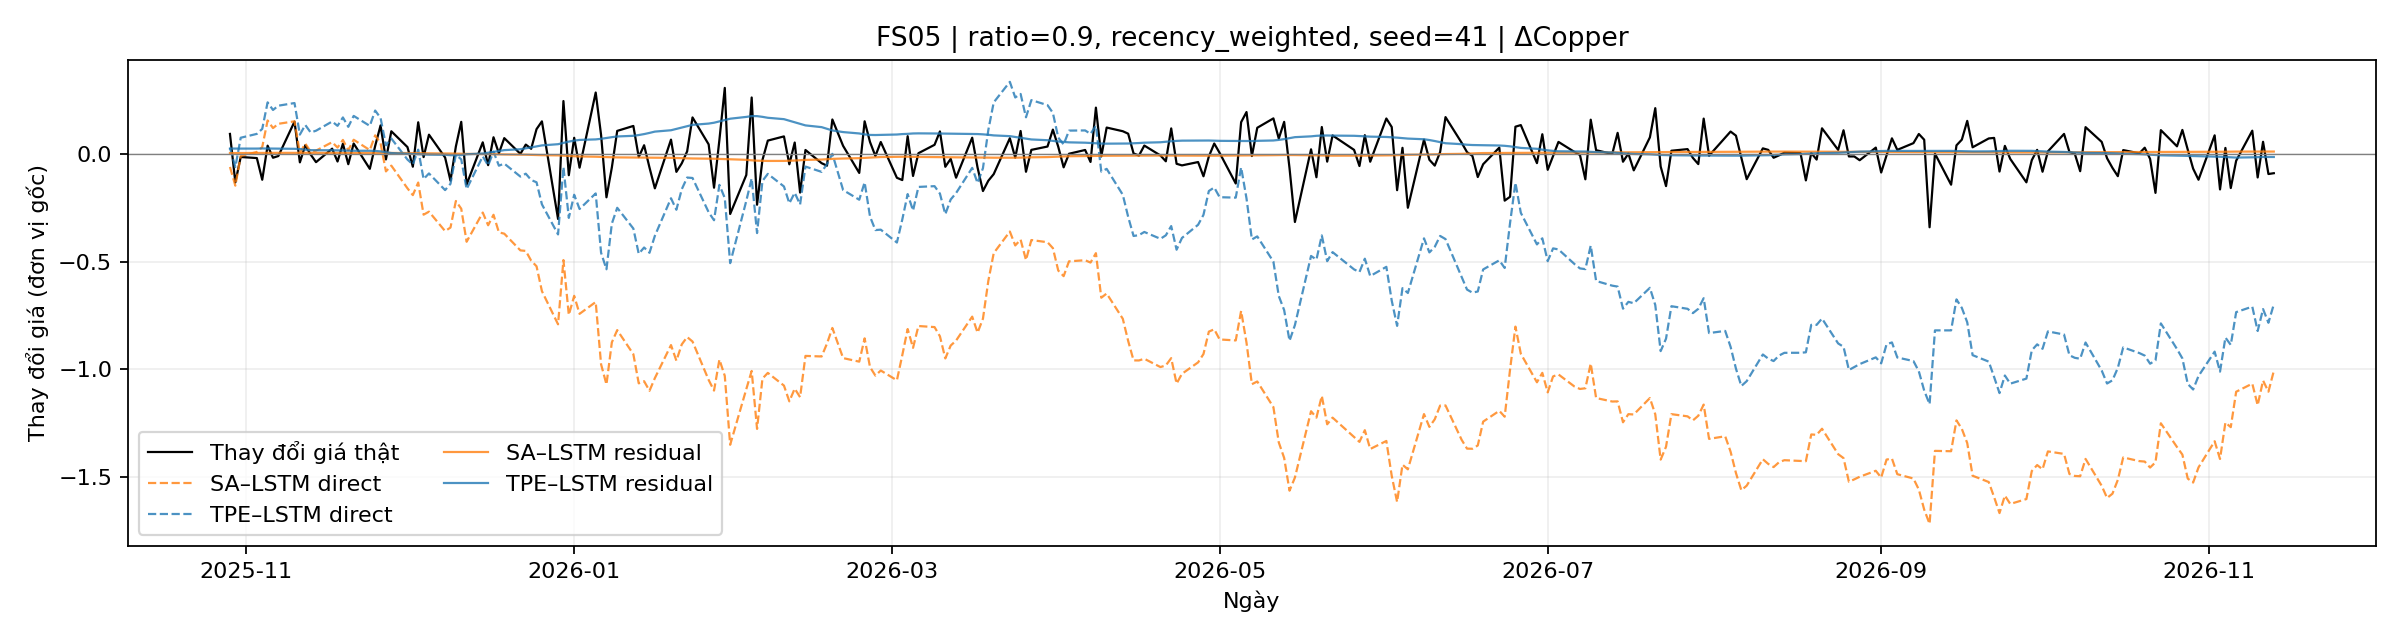 FS05 | ratio=0.9, recency_weighted, seed=41 | ΔCopper
Thay đổi giá (đơn vị gốc)
0.0
−0.5
−1.0
−1.5
Thay đổi giá thật
SA–LSTM direct
TPE–LSTM direct
SA–LSTM residual
TPE–LSTM residual
2025-11
2026-01
2026-03
2026-05
2026-07
2026-09
2026-11
Ngày